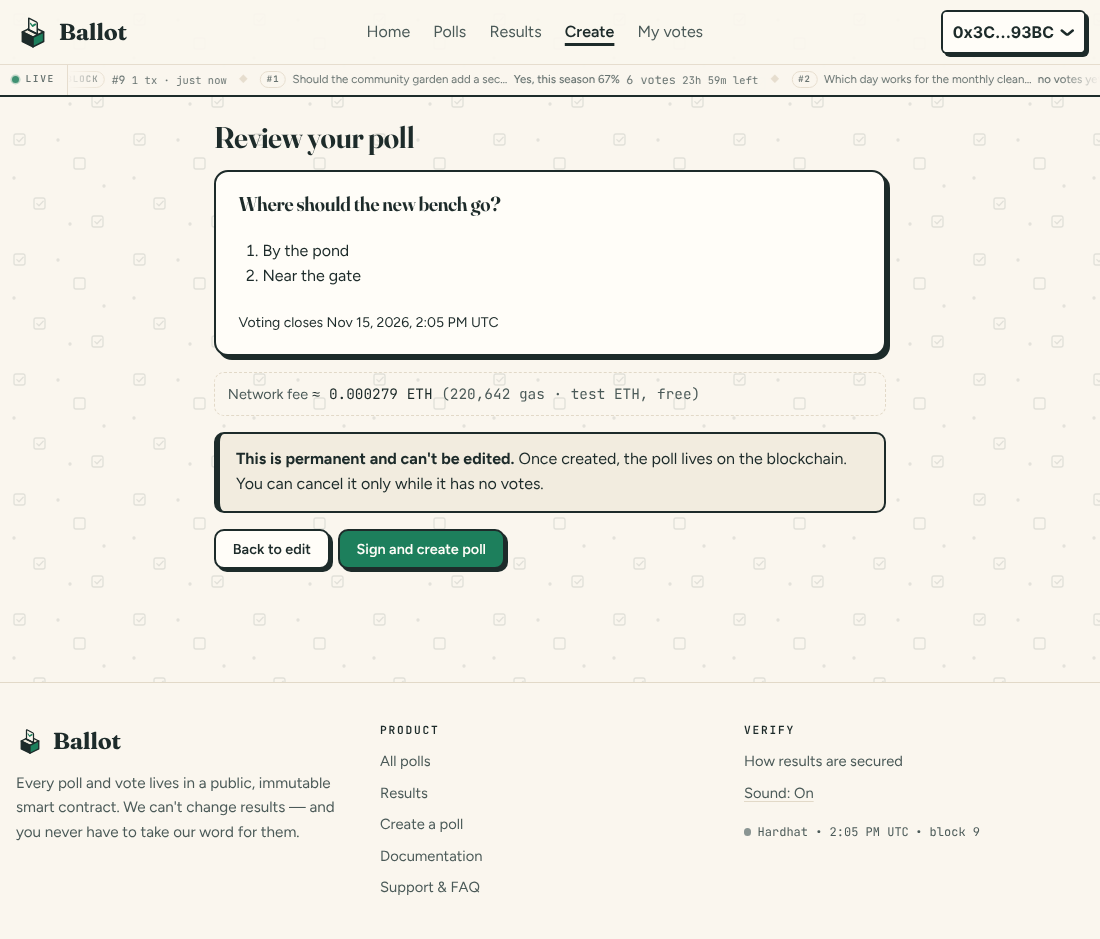 Ballot
Home Polls Results Create My votes
0x3C...93BC
LIVE
#9 1 tx · just now
#1 Should the community garden add a sec... Yes, this season 67% 6 votes 23h 59m left
#2 Which day works for the monthly clean... no votes
Review your poll
Where should the new bench go?
1. By the pond
2. Near the gate
Voting closes Nov 15, 2026, 2:05 PM UTC
Network fee ≈ 0.000279 ETH (220,642 gas · test ETH, free)
This is permanent and can't be edited. Once created, the poll lives on the blockchain.
You can cancel it only while it has no votes.
Back to edit
Sign and create poll
Ballot
Every poll and vote lives in a public, immutable
smart contract. We can't change results — and
you never have to take our word for them.
PRODUCT
All polls
Results
Create a poll
Documentation
Support & FAQ
VERIFY
How results are secured
Sound: On
Hardhat • 2:05 PM UTC • block 9